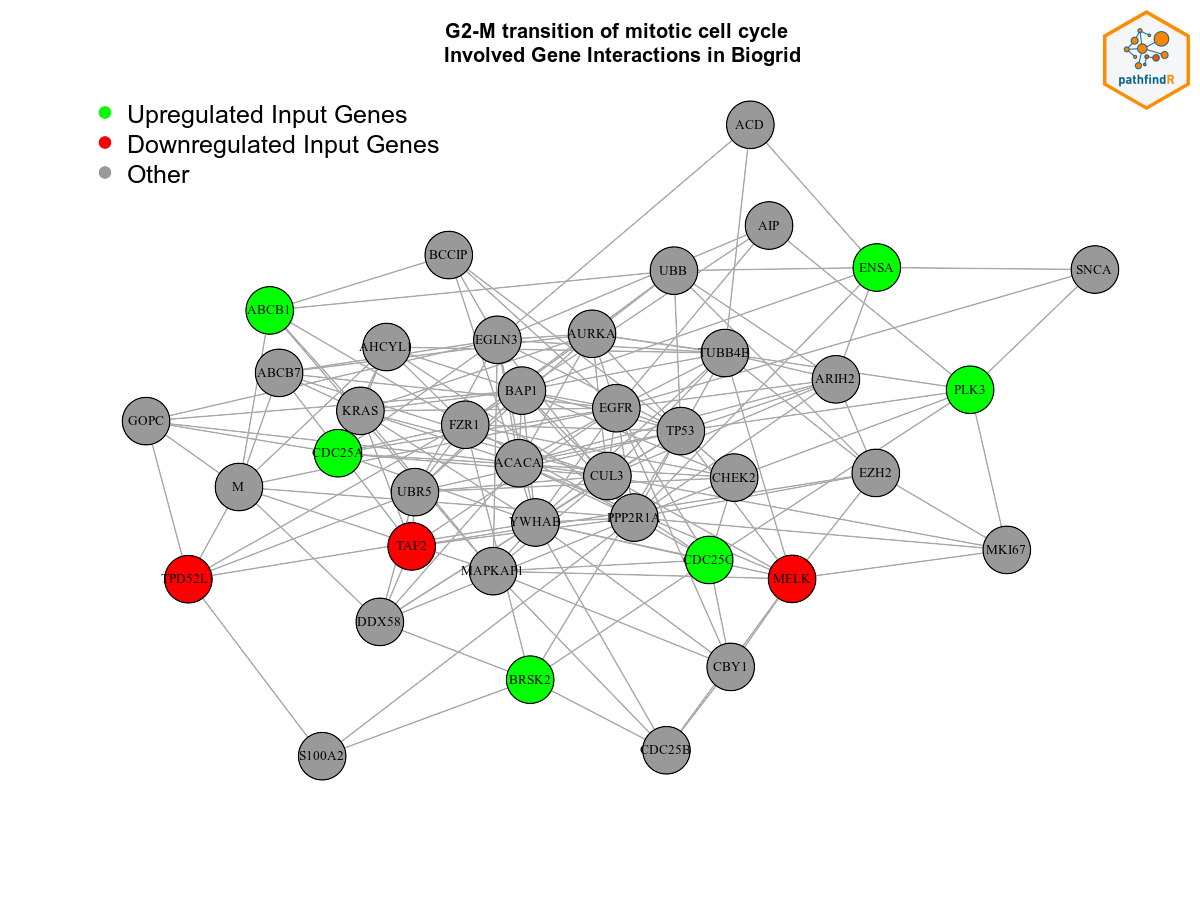 G2-M transition of mitotic cell cycle
Involved Gene Interactions in Biogrid
pathfindR
Upregulated Input Genes
Downregulated Input Genes
Other
ACD
AIP
BCCIP
UBB
ENSA
SNCA
ABCB1
AHCYL1
EGLN3
AURKA
TUBB4B
ABCB7
ARIH2
PLK3
BAP1
GOPC
KRAS
EGFR
FZR1
TP53
CDC25A
ACACA
M
UBR5
CUL3
CHEK2
EZH2
YWHAB
PPP2R1A
TAF2
CDC25C
MKI67
TPD52L
MAPKAP1
MELK
DDX58
BRSK2
CBY1
S100A2
CDC25B